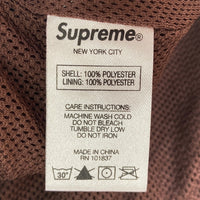 Supreme®
NEW YORK CITY
SHELL: 100% POLYESTER
LINING: 100% POLYESTER
CARE INSTRUCTIONS:
MACHINE WASH COLD
DO NOT BLEACH
TUMBLE DRY LOW
DO NOT IRON
MADE IN CHINA
RN 101837
30°